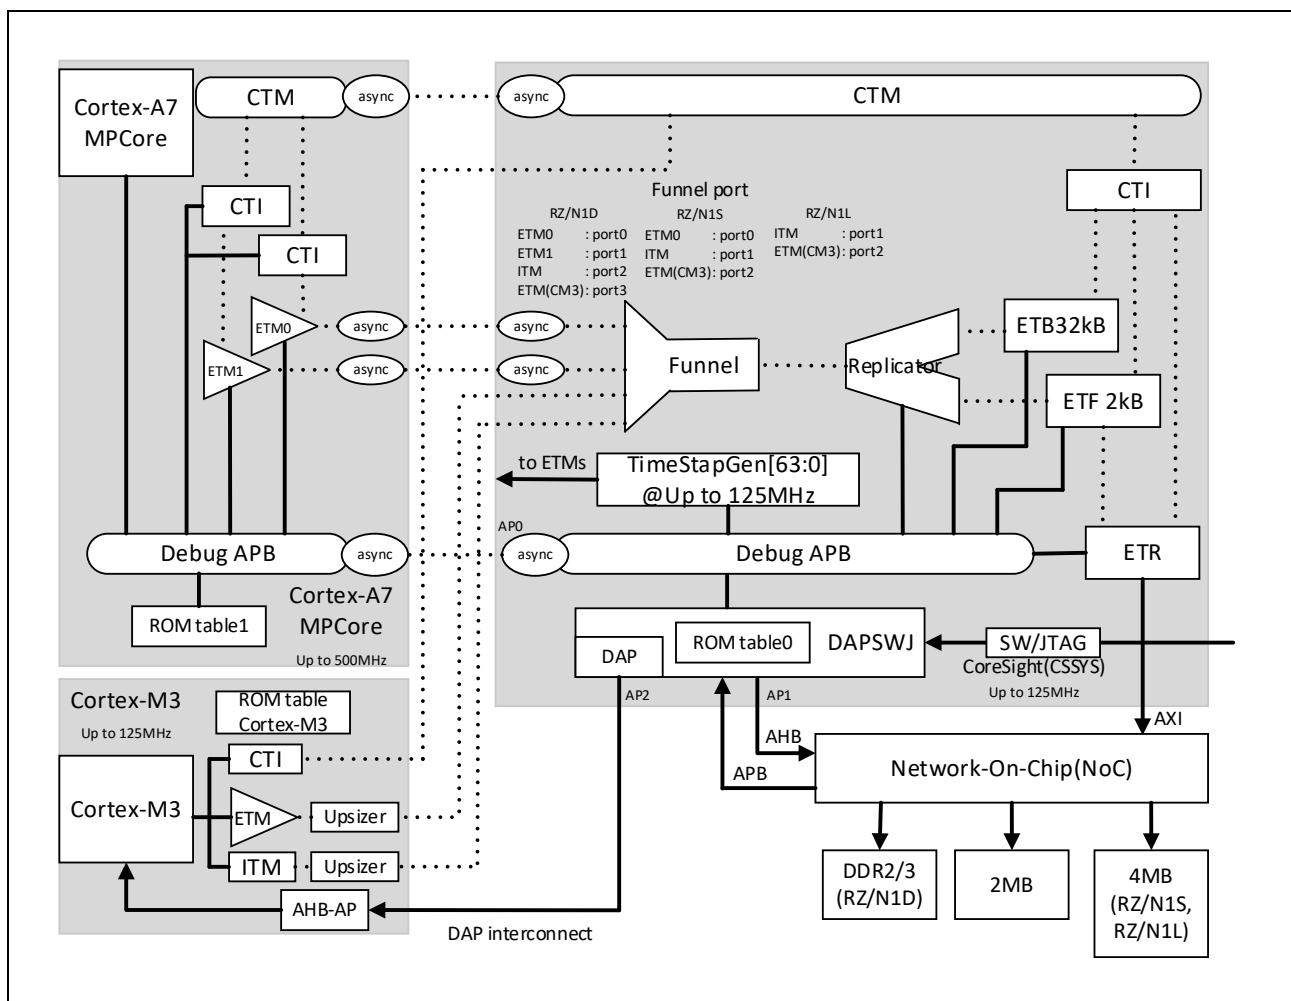 Cortex-A7
MPCore
CTM
async
async
CTM
CTI
CTI
ETM0
ETM1
async
async
async
async
Funnel port
RZ/N1D
ETM0 : port0
ETM1 : port1
ITM : port2
ETM(CM3): port3
RZ/N1S
ETM0 : port0
ITM : port1
ETM(CM3): port2
RZ/N1L
ITM : port1
ETM(CM3): port2
CTI
Funnel
Replicator
ETB32kB
ETF 2kB
to ETMs
TimeStapGen[63:0]
@Up to 125MHz
Debug APB
async
AP0
async
Debug APB
ETR
ROM table1
Cortex-A7
MPCore
Up to 500MHz
DAP
ROM table0
DAPSWJ
SW/JTAG
CoreSight(CSSYS)
Up to 125MHz
AP2
AP1
AXI
AHB
APB
Network-On-Chip(NoC)
DDR2/3
(RZ/N1D)
2MB
4MB
(RZ/N1S,
RZ/N1L)
Cortex-M3
Up to 125MHz
ROM table
Cortex-M3
Cortex-M3
CTI
ETM
Upsizer
ITM
Upsizer
AHB-AP
DAP interconnect